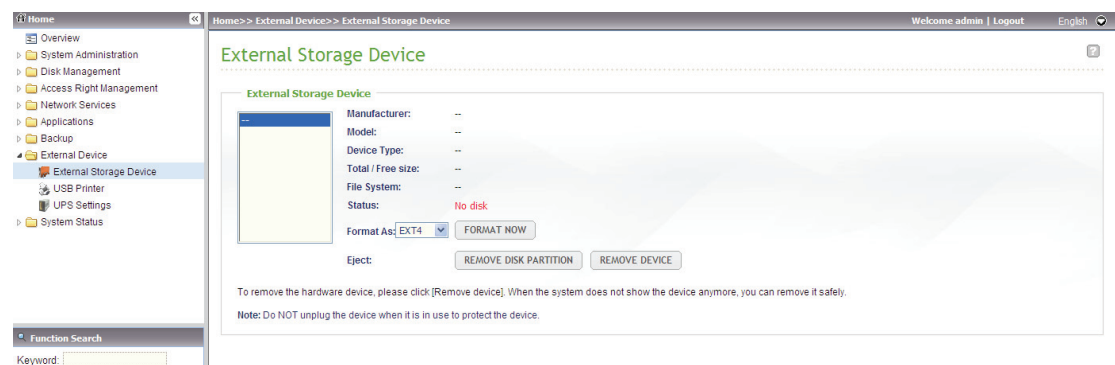 Home
Home>> External Device>> External Storage Device
Welcome admin | Logout
English
Overview
System Administration
Disk Management
Access Right Management
Network Services
Applications
Backup
External Device
External Storage Device
USB Printer
UPS Settings
System Status
Function Search
Keyword:
External Storage Device
?
External Storage Device
--
Manufacturer: --
Model: --
Device Type: --
Total / Free size: --
File System: --
Status: No disk
Format As: EXT4 FORMAT NOW
Eject: REMOVE DISK PARTITION REMOVE DEVICE
To remove the hardware device, please click [Remove device]. When the system does not show the device anymore, you can remove it safely.
Note: Do NOT unplug the device when it is in use to protect the device.